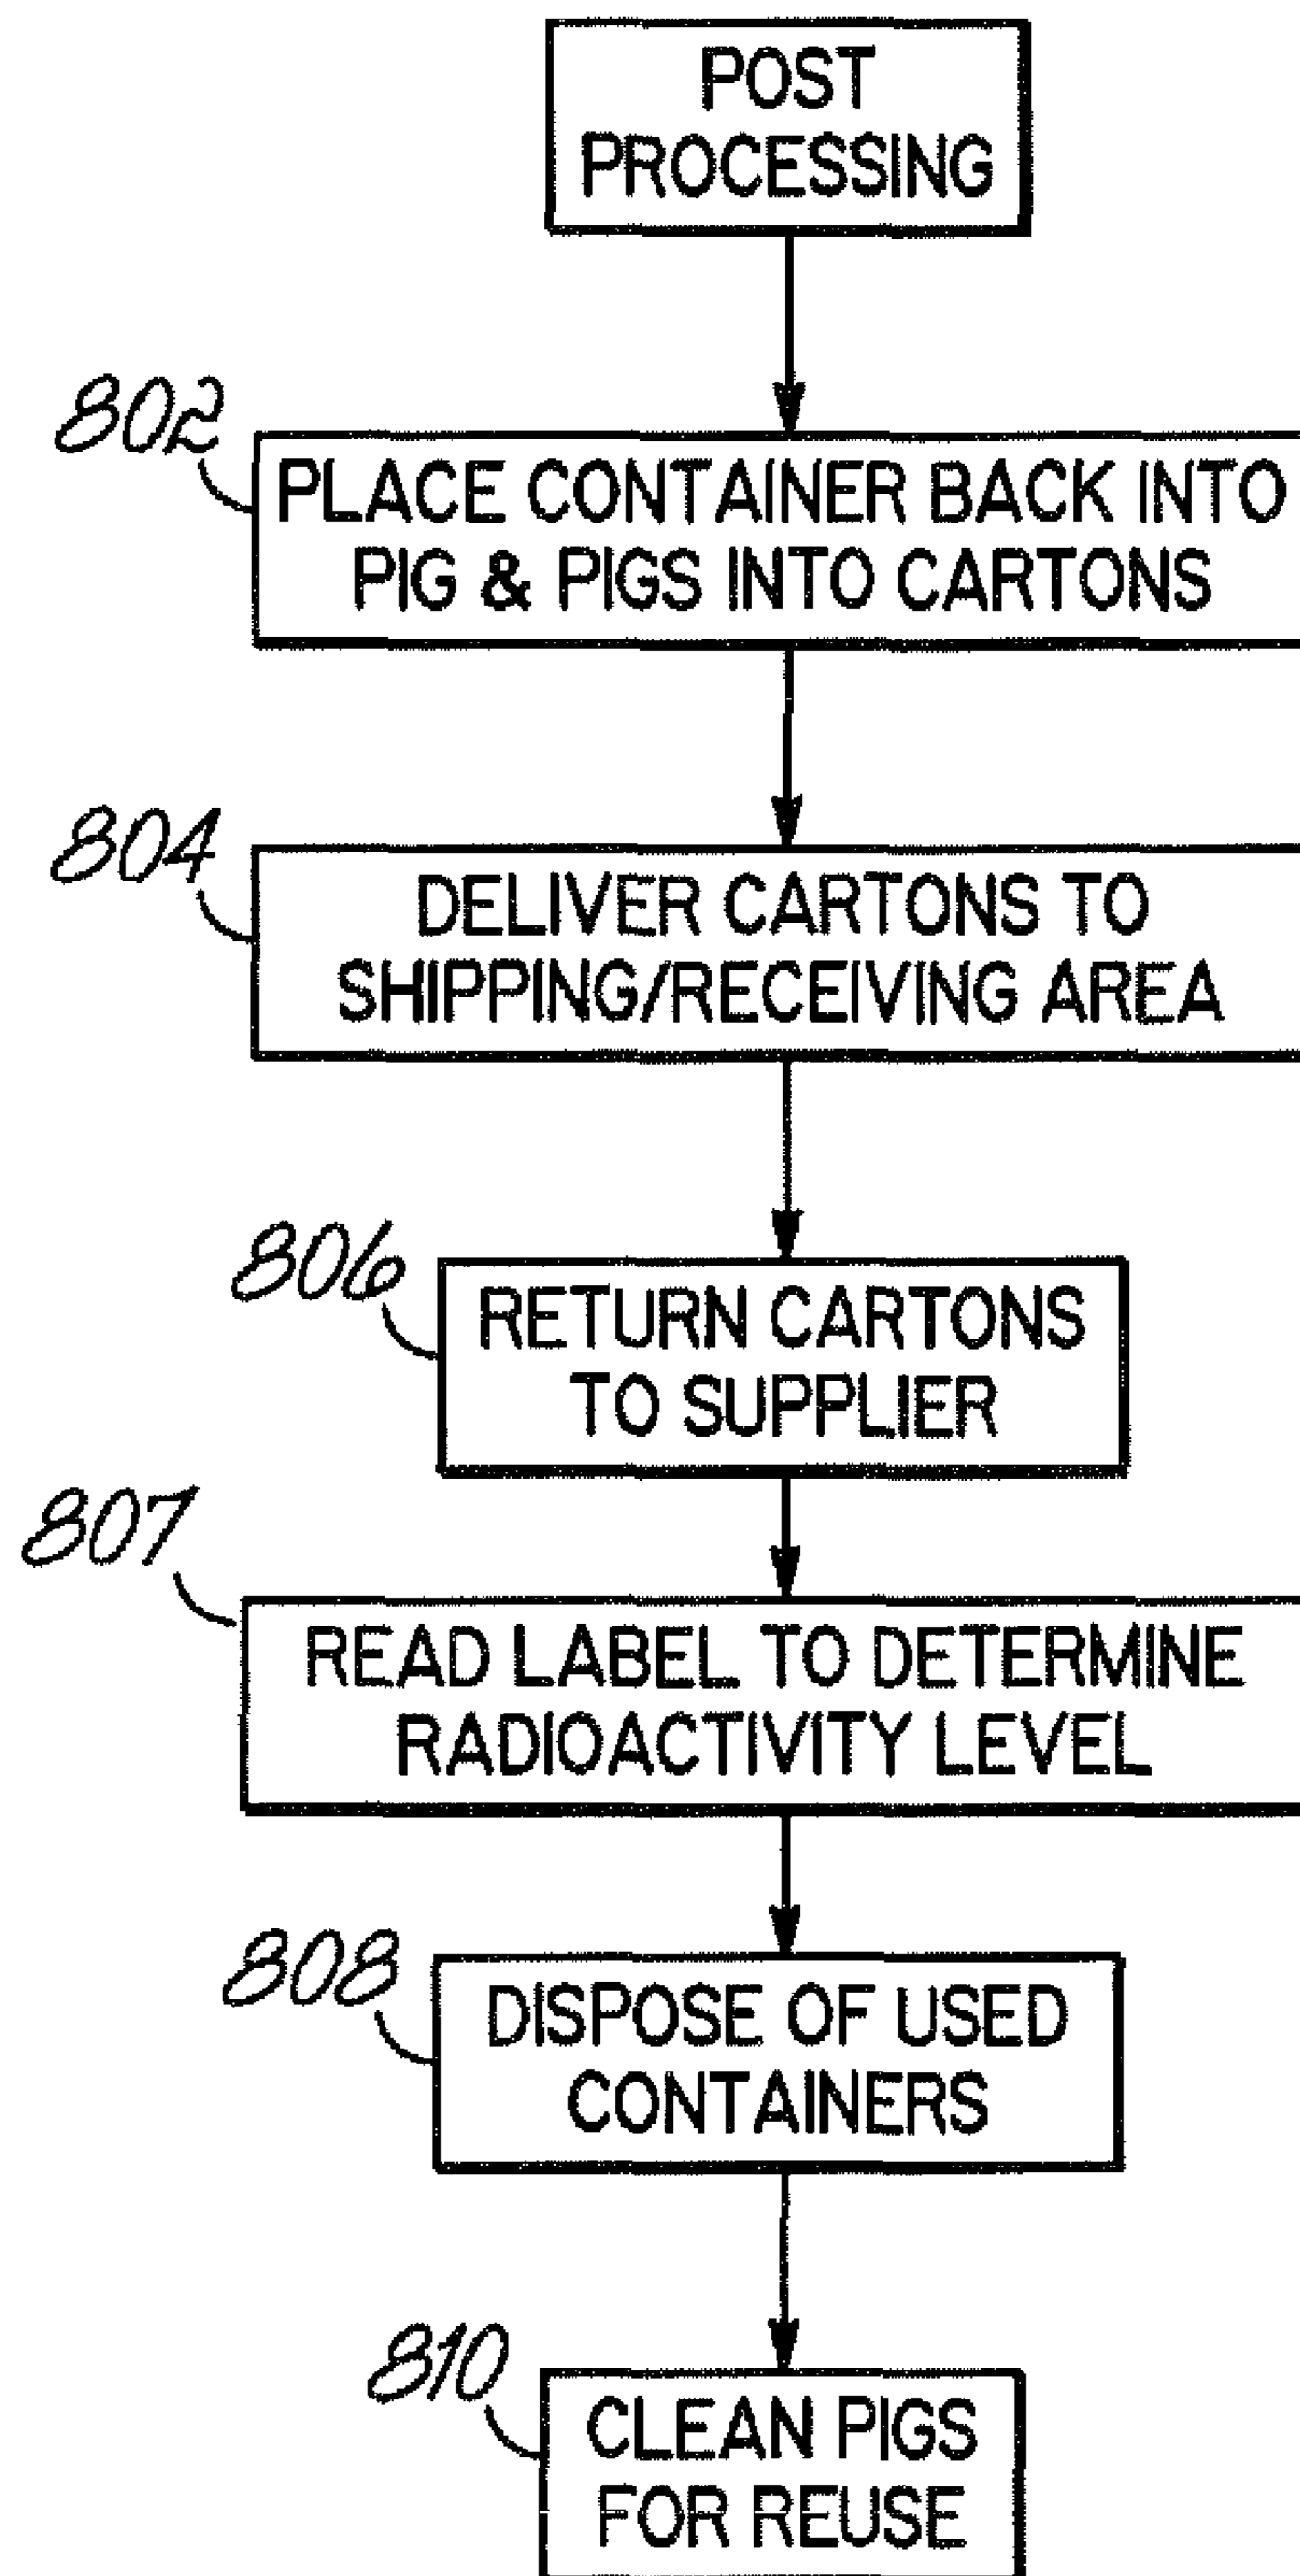 POST
PROCESSING
802
PLACE CONTAINER BACK INTO
PIG & PIGS INTO CARTONS
804
DELIVER CARTONS TO
SHIPPING/RECEIVING AREA
806
RETURN CARTONS
TO SUPPLIER
807
READ LABEL TO DETERMINE
RADIOACTIVITY LEVEL
808
DISPOSE OF USED
CONTAINERS
810
CLEAN PIGS
FOR REUSE